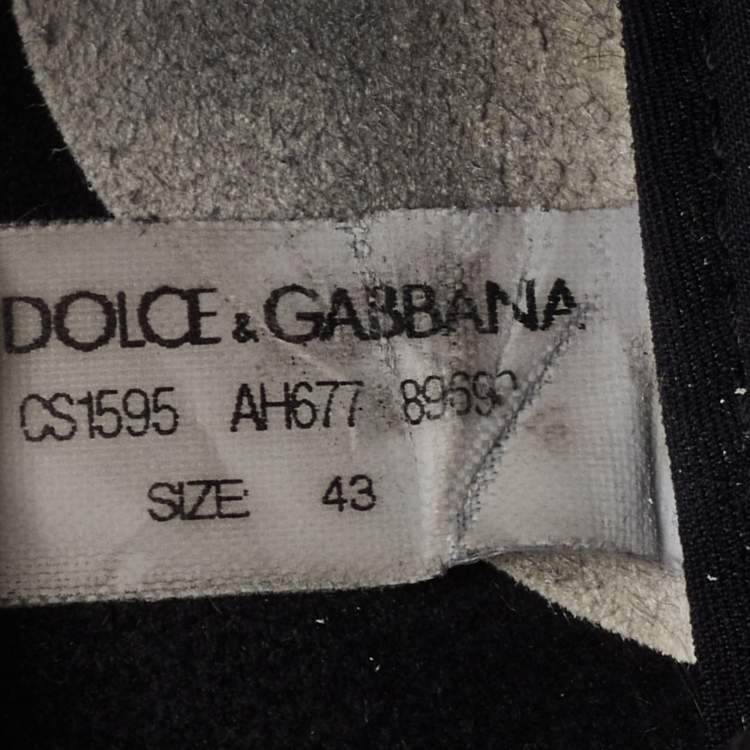 DOLCE & GABBANA
CS1595 AH677
SIZE 43